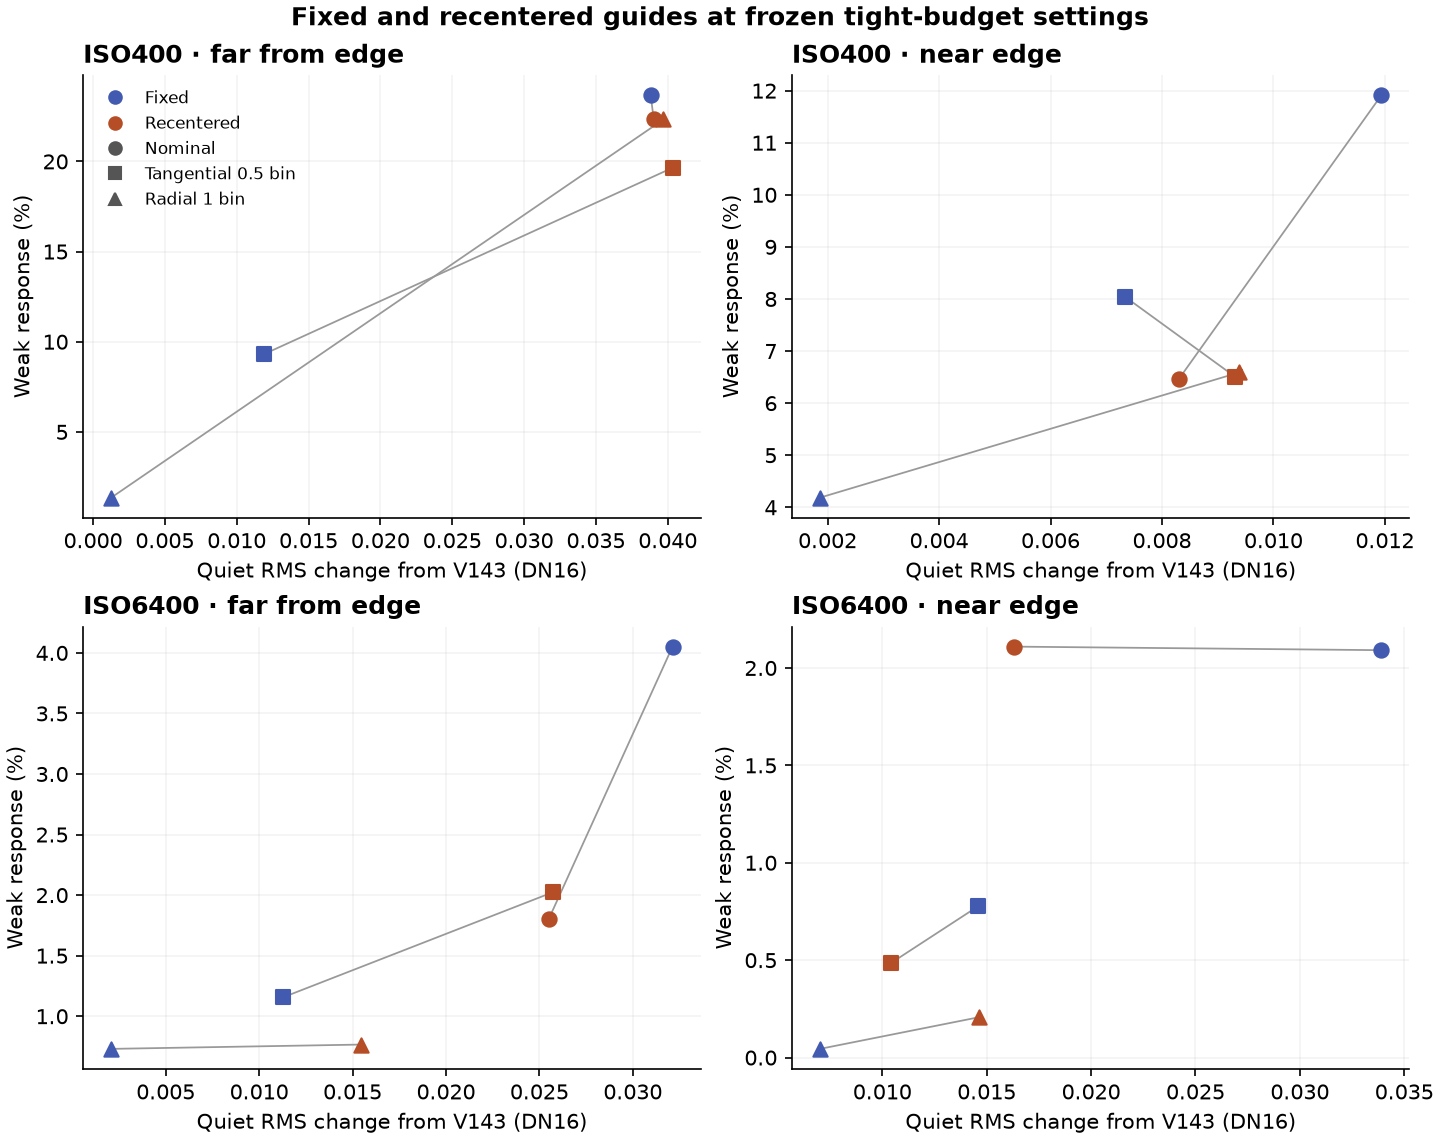 Fixed and recentered guides at frozen tight-budget settings
ISO400 · far from edge
Fixed
Recentered
Nominal
Tangential 0.5 bin
Radial 1 bin
20
15
10
5
Weak response (%)
0.000 0.005 0.010 0.015 0.020 0.025 0.030 0.035 0.040
Quiet RMS change from V143 (DN16)
ISO400 · near edge
12
11
10
9
8
7
6
5
4
Weak response (%)
0.002 0.004 0.006 0.008 0.010 0.012
Quiet RMS change from V143 (DN16)
ISO6400 · far from edge
4.0
3.5
3.0
2.5
2.0
1.5
1.0
Weak response (%)
0.005 0.010 0.015 0.020 0.025 0.030
Quiet RMS change from V143 (DN16)
ISO6400 · near edge
2.0
1.5
1.0
0.5
0.0
Weak response (%)
0.010 0.015 0.020 0.025 0.030 0.035
Quiet RMS change from V143 (DN16)